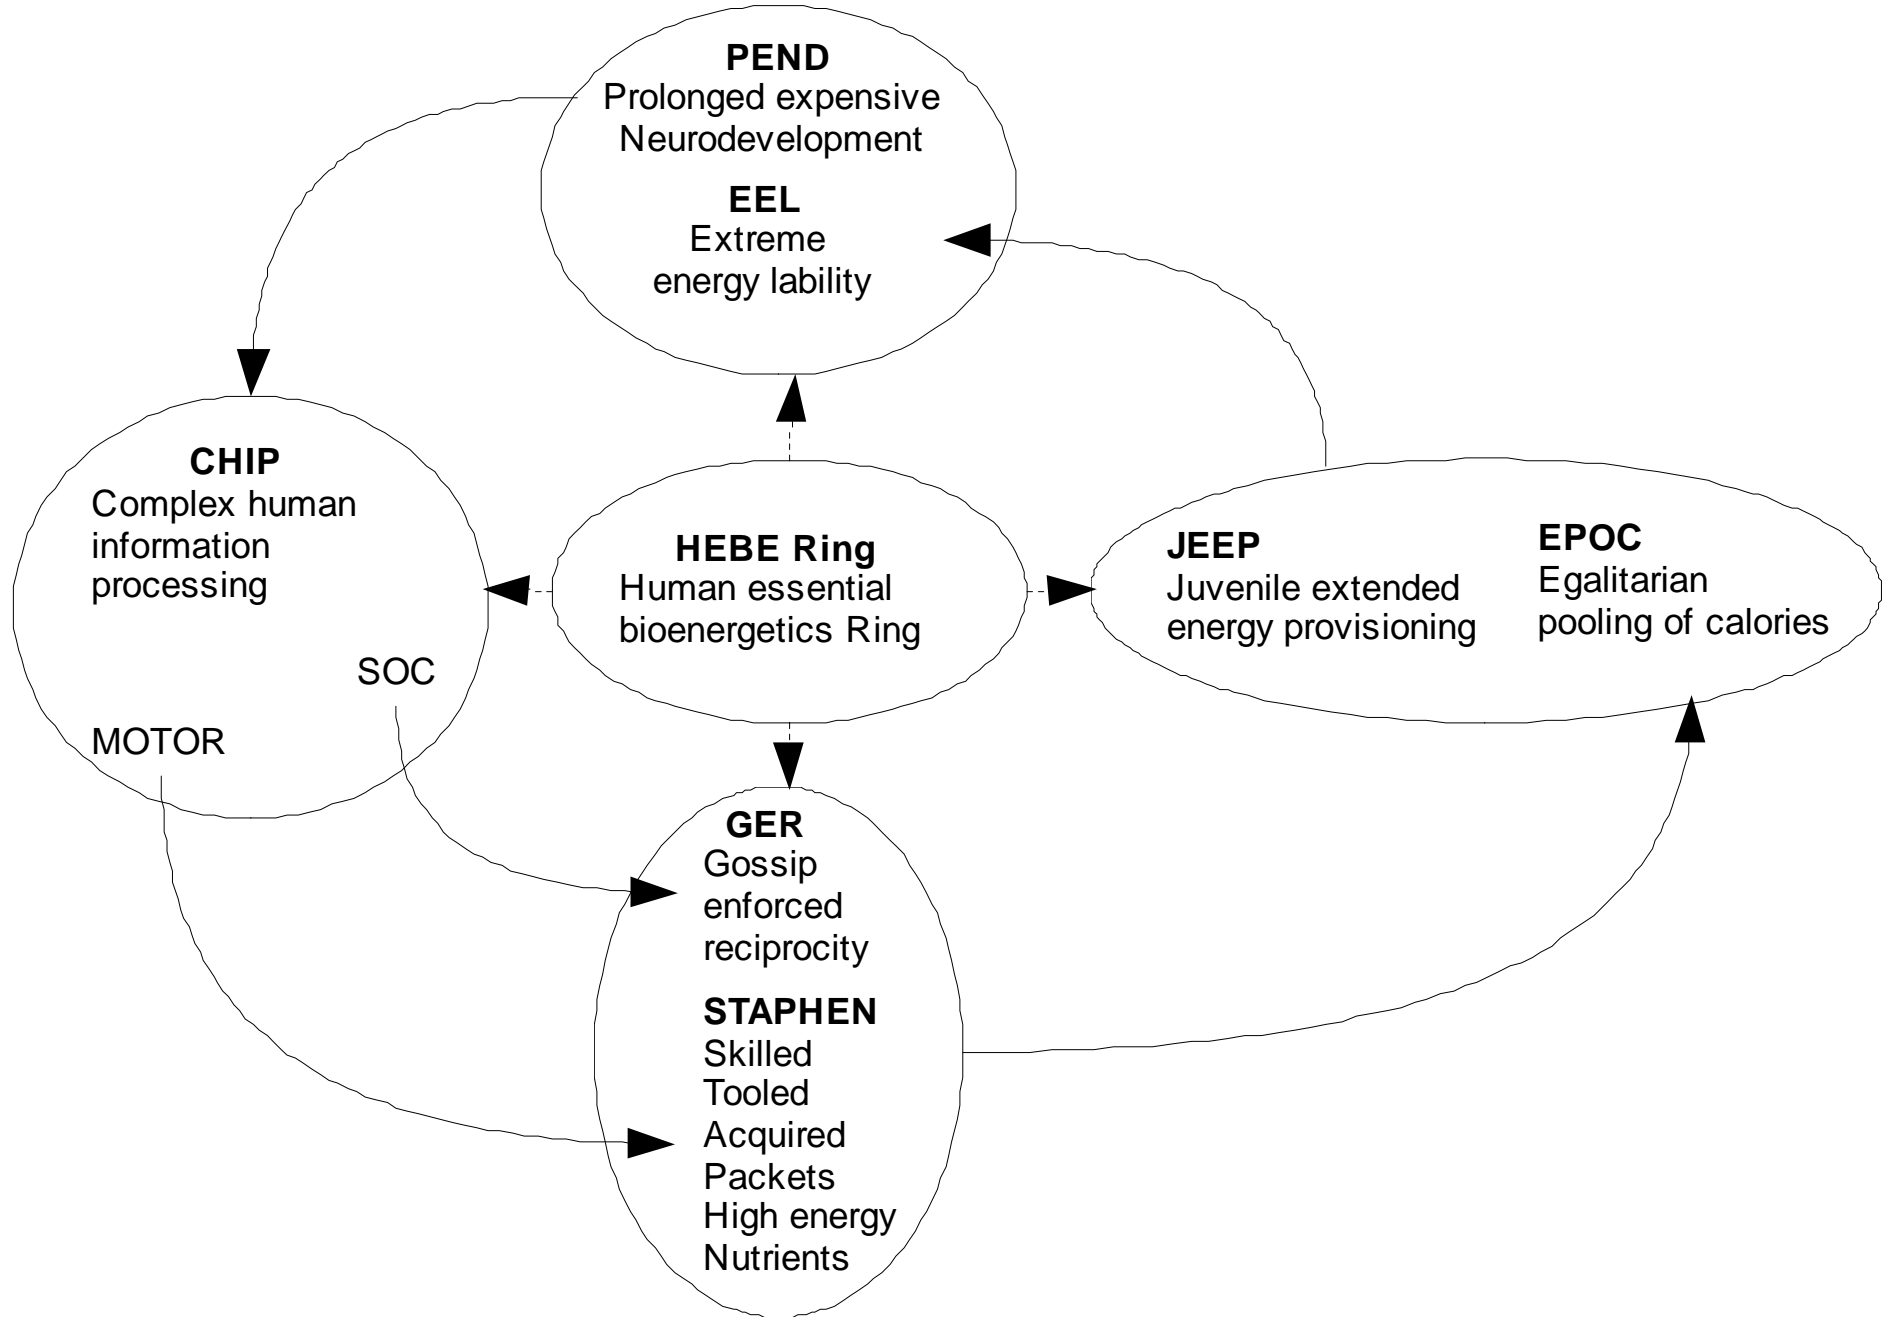 PEND
Prolonged expensive
Neurodevelopment
EEL
Extreme
energy lability
CHIP
Complex human
information
processing
SOC
MOTOR
HEBE Ring
Human essential
bioenergetics Ring
JEEP
Juvenile extended
energy provisioning
EPOC
Egalitarian
pooling of calories
GER
Gossip
enforced
reciprocity
STAPHEN
Skilled
Tooled
Acquired
Packets
High energy
Nutrients